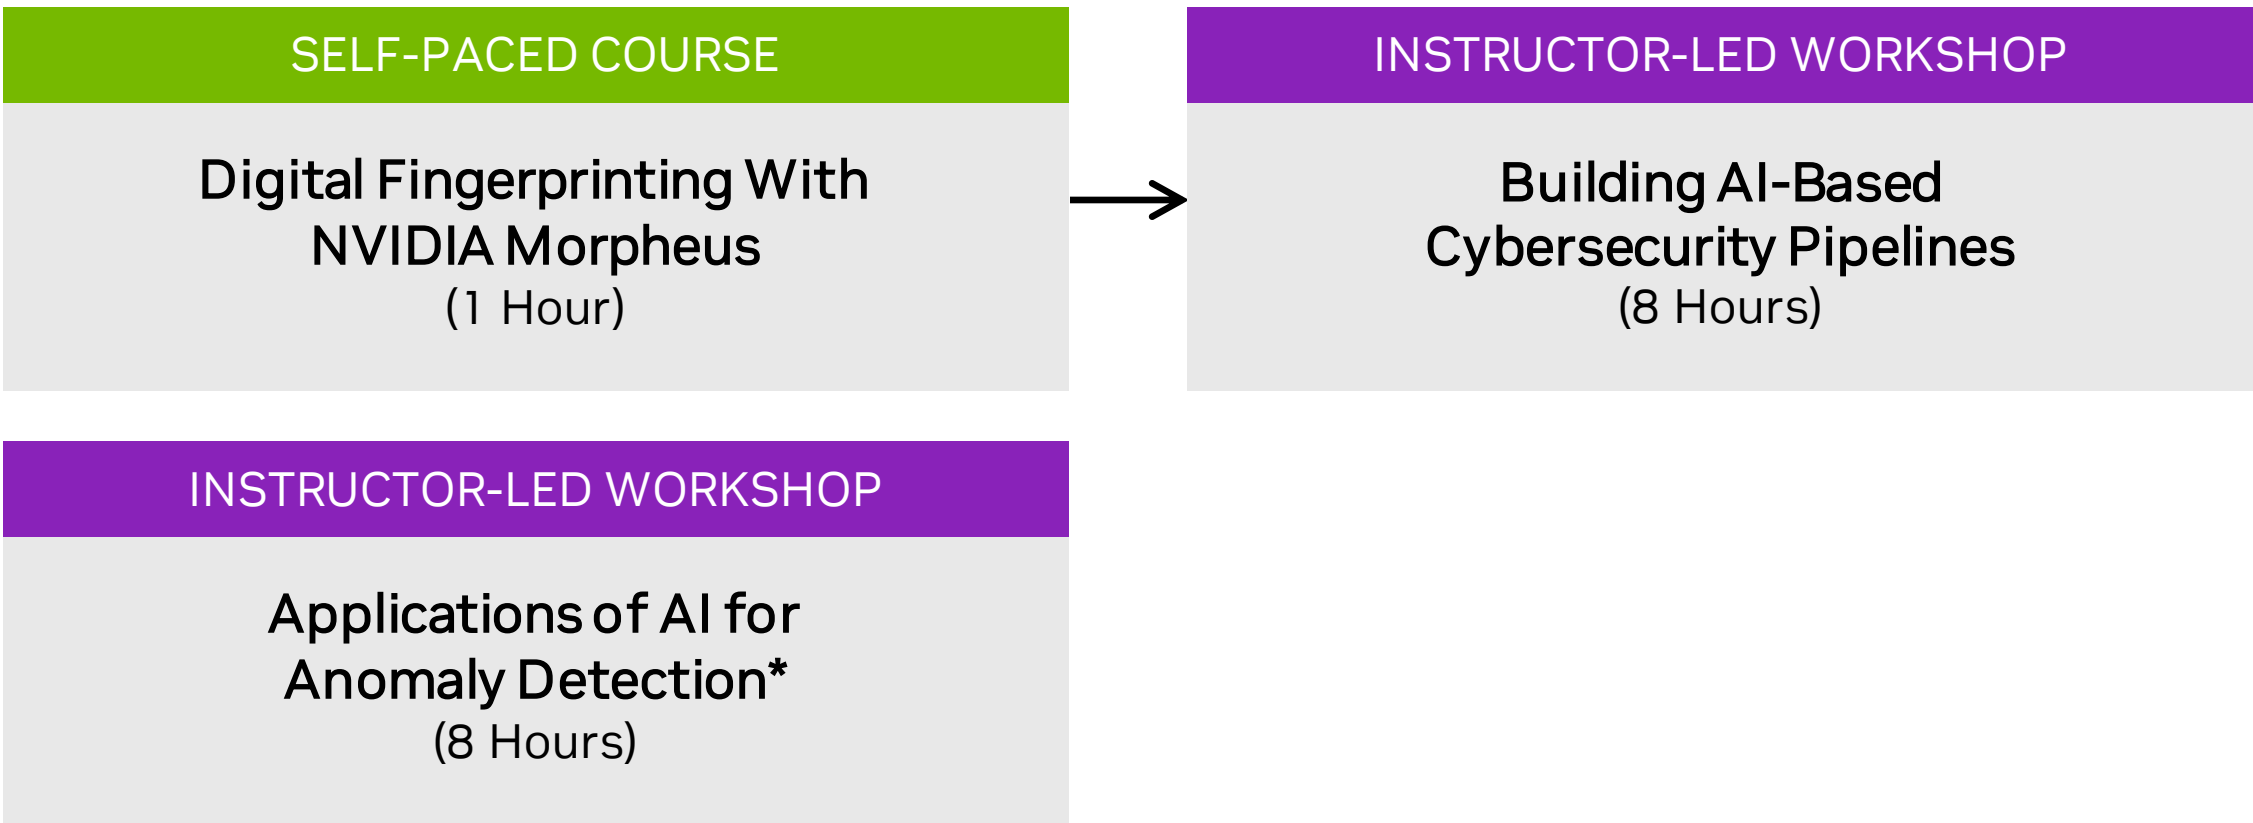 SELF-PACED COURSE
Digital Fingerprinting With
NVIDIA Morpheus
(1 Hour)
INSTRUCTOR-LED WORKSHOP
Building AI-Based
Cybersecurity Pipelines
(8 Hours)
INSTRUCTOR-LED WORKSHOP
Applications of AI for
Anomaly Detection*
(8 Hours)